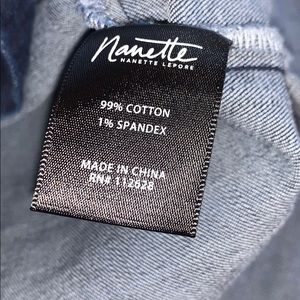 Nanette
NANETTE LEPORE
99% COTTON
1% SPANDEX
MADE IN CHINA
RN# 112628